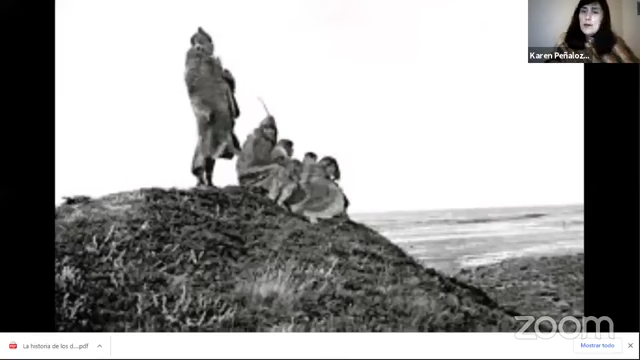 Karen Peñaloz...
zoom
La historia de los d....pdf
Mostrar todo